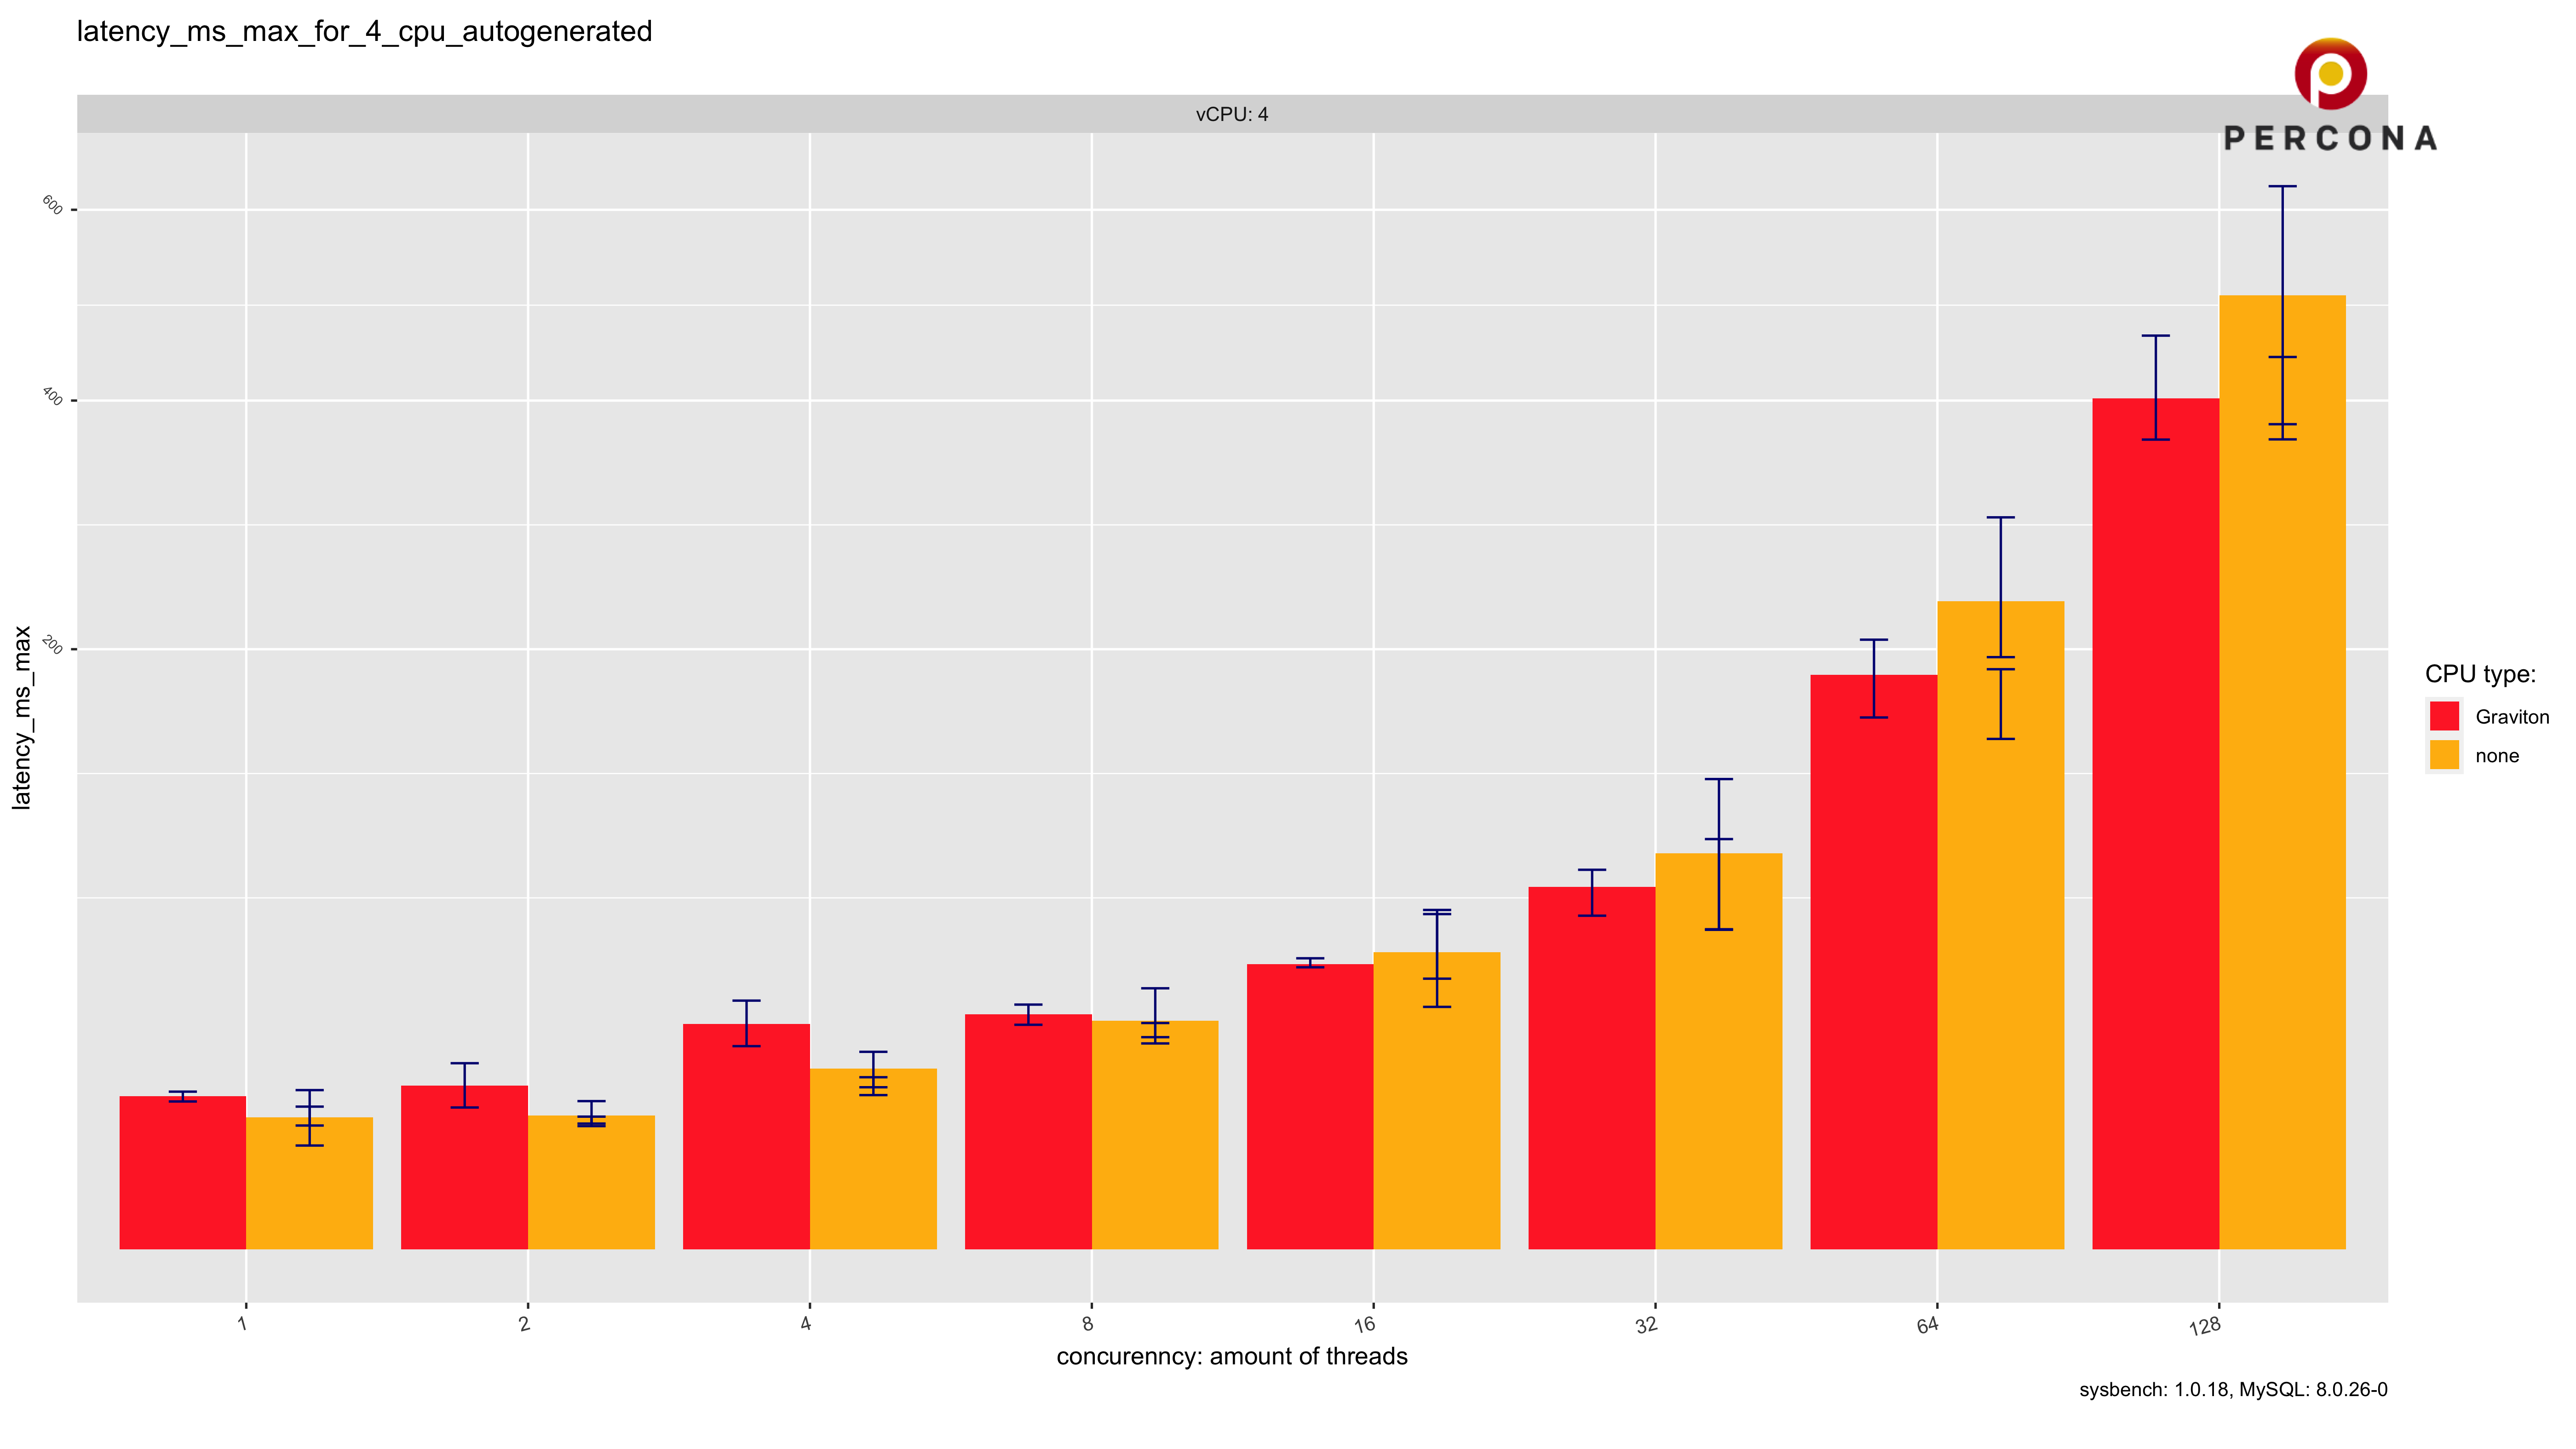 latency_ms_max_for_4_cpu_autogenerated
PERCONA
vCPU: 4
600
400
200
latency_ms_max
CPU type:
Graviton
none
1
2
4
8
16
32
64
128
concurenncy: amount of threads
sysbench: 1.0.18, MySQL: 8.0.26-0